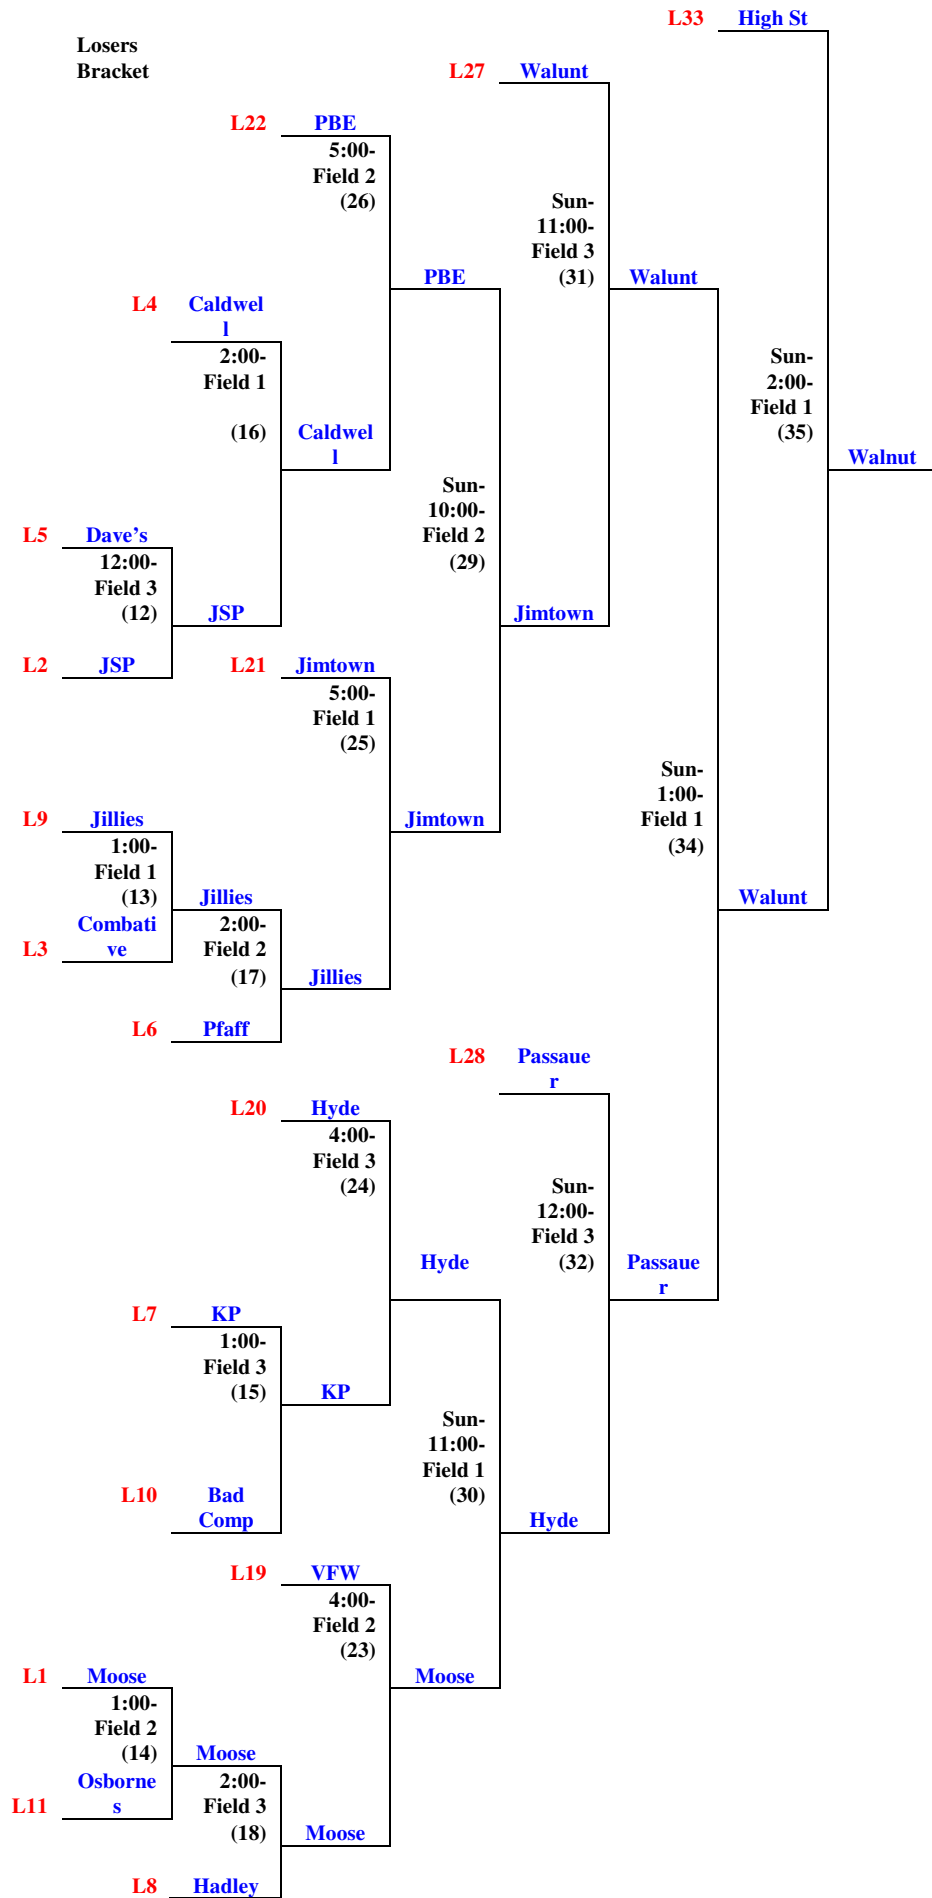 L33 High St
Losers
Bracket
L27 Walunt
L22 PBE
5:00-
Field 2
(26)
Sun-
11:00-
Field 3
(31)
PBE
Walunt
L4 Caldwel
l
2:00-
Field 1
(16)
Sun-
2:00-
Field 1
(35)
Caldwel
l
Walnut
Sun-
10:00-
Field 2
(29)
L5 Dave’s
12:00-
Field 3
(12)
JSP
Jimtown
L2 JSP
L21 Jimtown
5:00-
Field 1
(25)
Sun-
1:00-
Field 1
(34)
L9 Jillies
Jimtown
1:00-
Field 1
(13)
Jillies
Walunt
L3 Combati
ve
2:00-
Field 2
(17)
Jillies
L6 Pfaff
L28 Passaue
r
L20 Hyde
4:00-
Field 3
(24)
Sun-
12:00-
Field 3
(32)
Hyde
Passaue
r
L7 KP
1:00-
Field 3
(15)
KP
Sun-
11:00-
Field 1
(30)
L10 Bad
Comp
Hyde
L19 VFW
4:00-
Field 2
(23)
L1 Moose
Moose
1:00-
Field 2
(14)
Moose
L11 Osborne
s
2:00-
Field 3
(18)
Moose
L8 Hadley